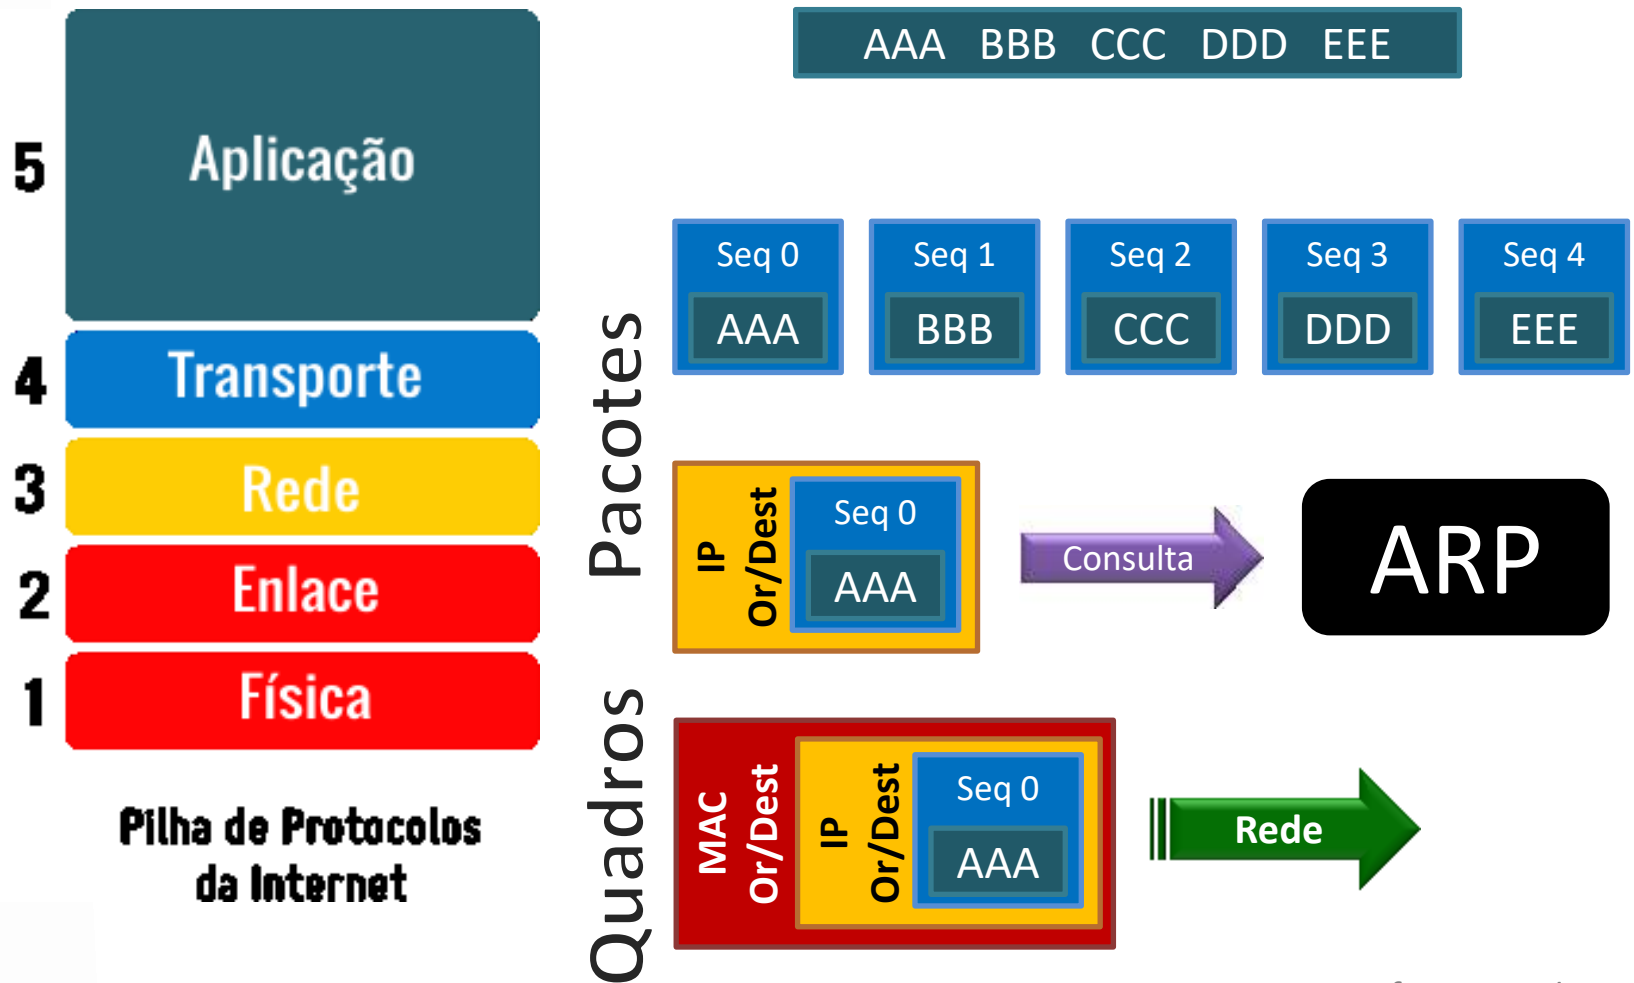 AAA BBB CCC DDD EEE
5
Aplicação
4
Transporte
3
Rede
2
Enlace
1
Física
Pilha de Protocolos
da Internet
Pacotes
Seq 0
AAA
Seq 1
BBB
Seq 2
CCC
Seq 3
DDD
Seq 4
EEE
IP
Or/Dest
Seq 0
AAA
Consulta
ARP
Quadros
MAC
Or/Dest
IP
Or/Dest
Seq 0
AAA
Rede